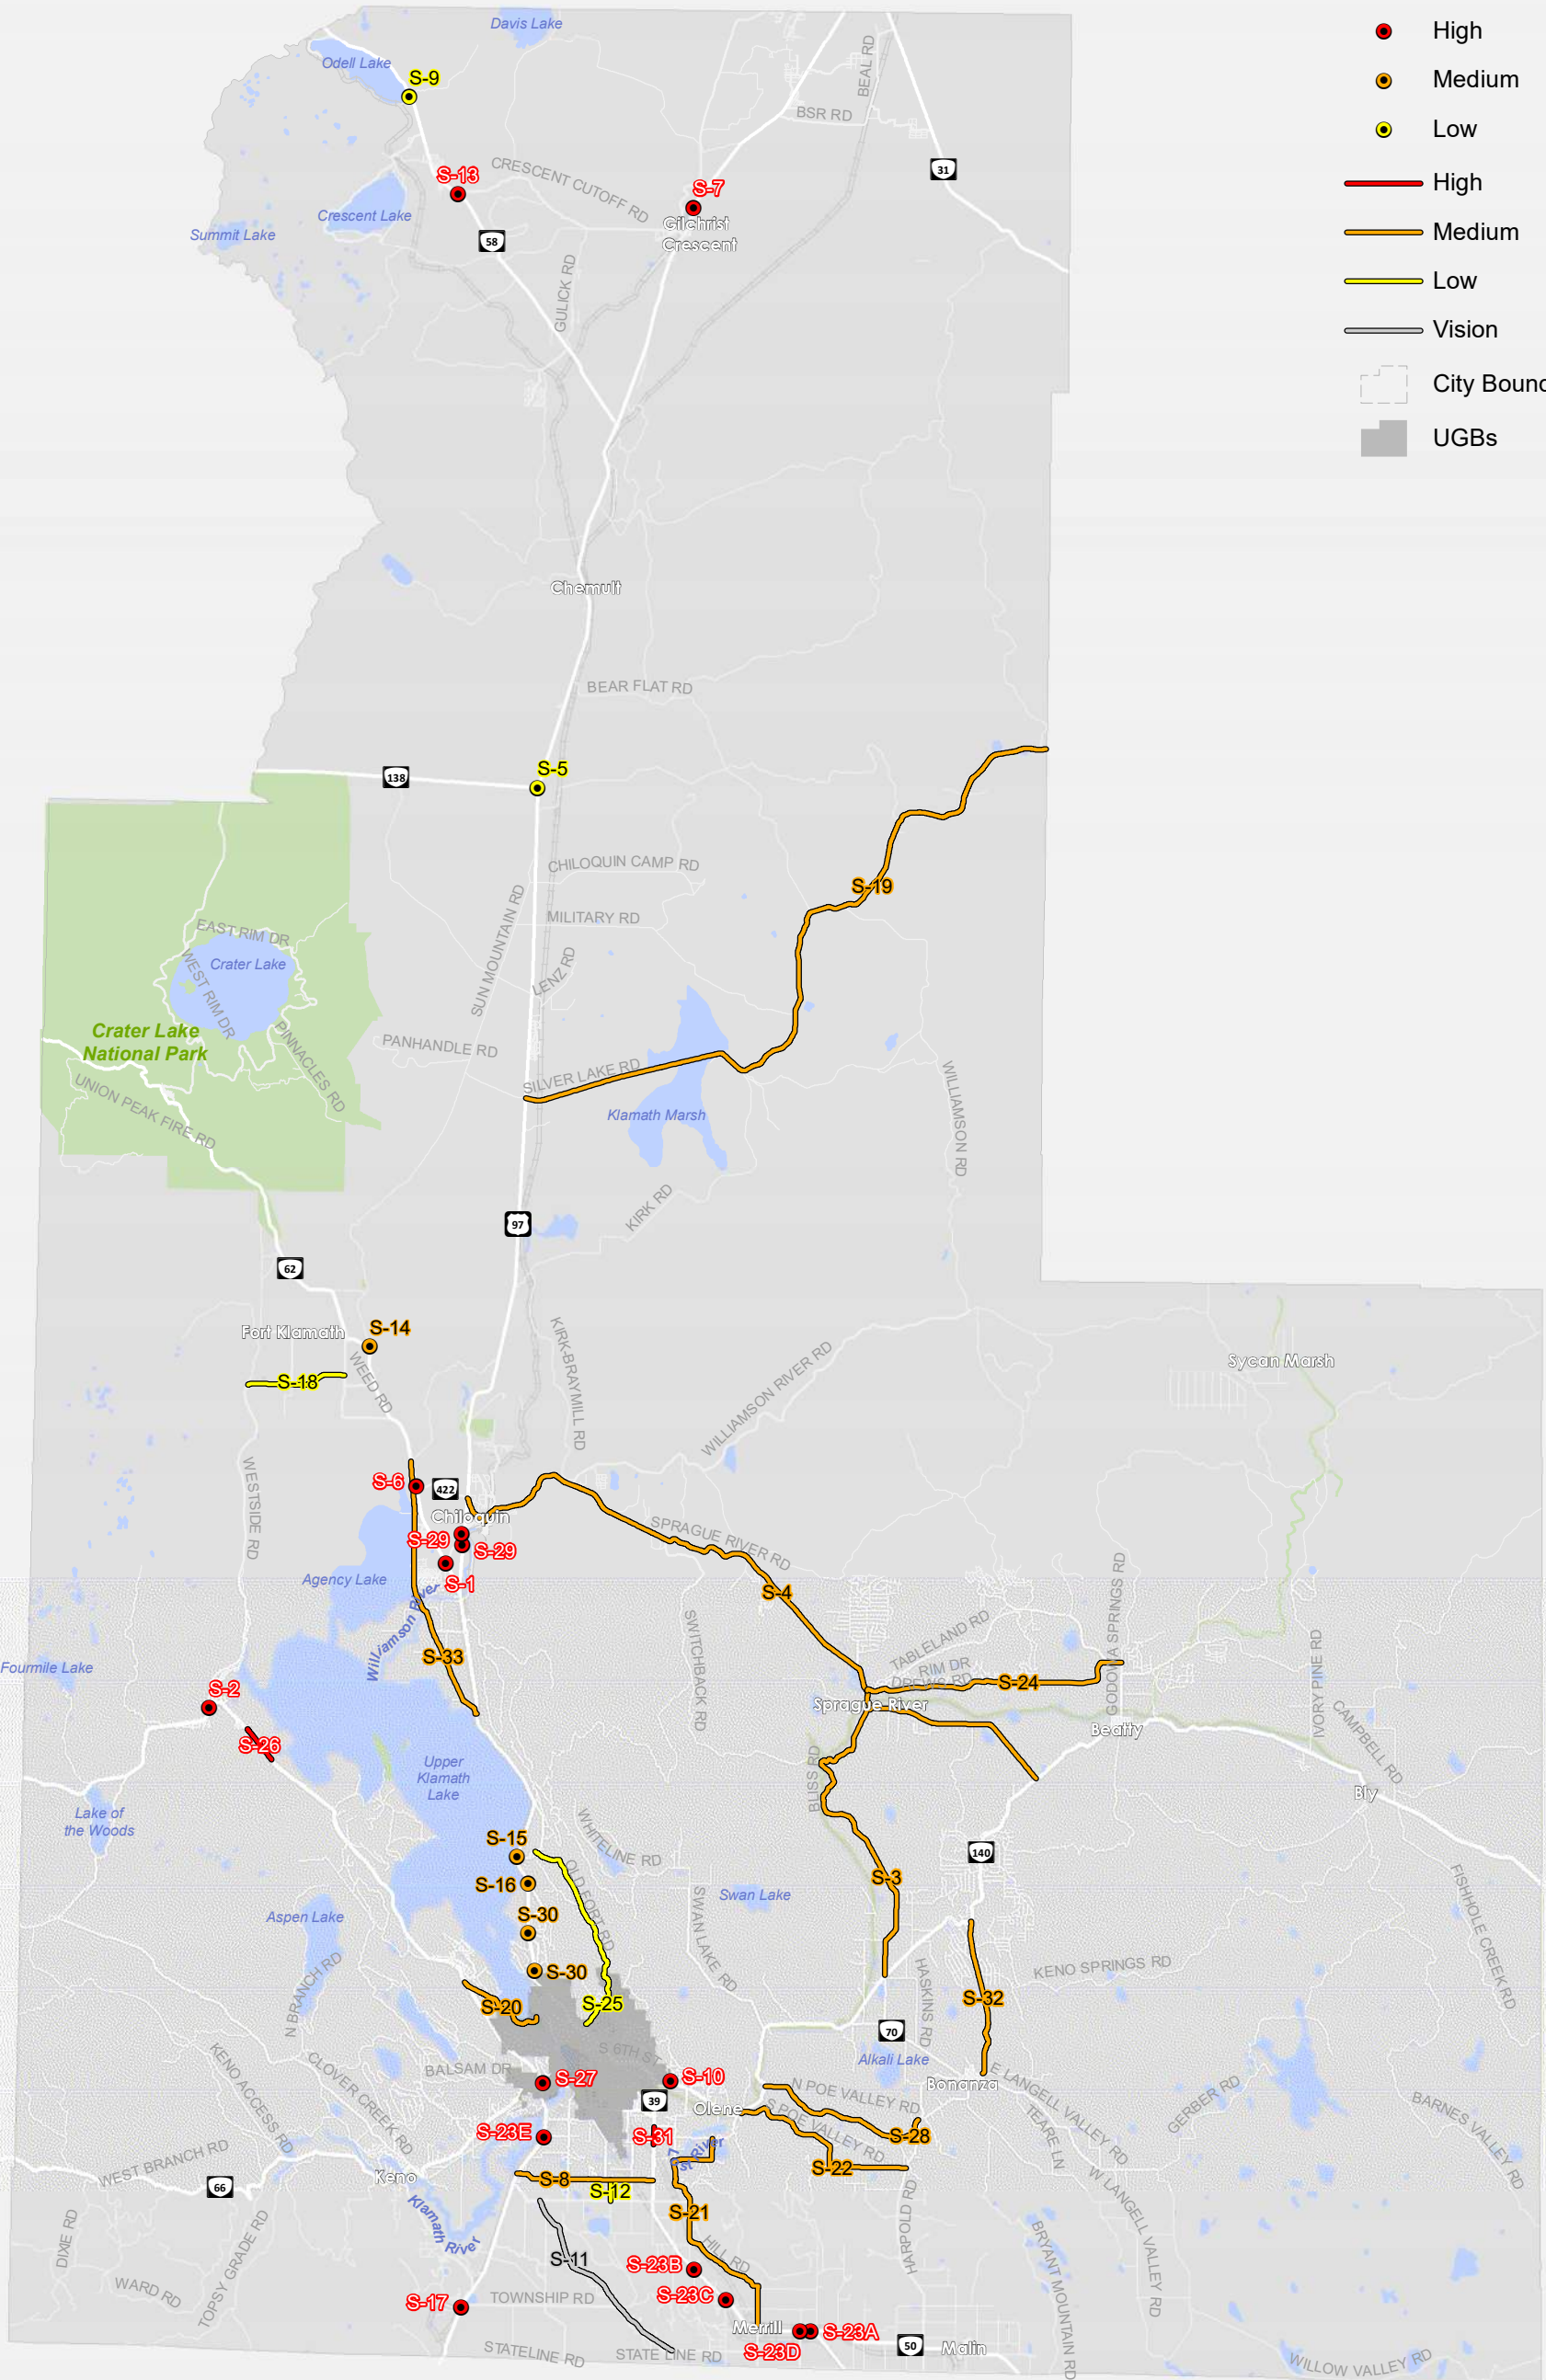 High
Medium
Low
High
Medium
Low
Vision
City Bound
UGBs
Davis Lake
Odell Lake
S-9
BEAL RD
BSR RD
31
S-13
CRESCENT CUTOFF RD
S-7
Gilchrist
Crescent
Crescent Lake
Summit Lake
58
GULICK RD
Chemult
BEAR FLAT RD
138
S-5
CHILOQUIN CAMP RD
S-19
MILITARY RD
SUN MOUNTAIN RD
LENZ RD
EAST RIM DR
Crater Lake
WEST RIM DR
PINNACLES RD
Crater Lake
National Park
PANHANDLE RD
SILVER LAKE RD
UNION PEAK FIRE RD
Klamath Marsh
WILLIAMSON RD
KIRK RD
97
62
Fort Klamath
S-14
WEED RD
S-18
KIRK-BRAYMILL RD
WILLIAMSON RIVER RD
Sycan Marsh
WESTSIDE RD
S-6
422
Chiloquin
S-29
S-29
S-1
SPRAGUE RIVER RD
Agency Lake
Williamson River
S-4
SWITCHBACK RD
S-33
TABLELAND RD
RIM DR
DREWS RD
S-24
GODOWA SPRINGS RD
IVORY PINE RD
Fourmile Lake
S-2
Sprague River
Beatty
CAMPBELL RD
S-26
BLISS RD
Upper
Klamath
Lake
Bly
Lake of
the Woods
WHITELINE RD
S-15
140
S-16
OLD FORT RD
S-3
Swan Lake
FISHHOLE CREEK RD
Aspen Lake
SWAN LAKE RD
S-30
S-30
N BRANCH RD
HASKINS RD
KENO SPRINGS RD
S-20
S-25
S-32
70
S 6TH ST
Alkali Lake
KENO ACCESS RD
CLOVER CREEK RD
BALSAM DR
S-27
S-10
39
Olene
N POE VALLEY RD
Bonanza
E LANGELL VALLEY RD
GERBER RD
BARNES VALLEY RD
S POE VALLEY RD
TEARE LN
S-23E
S-31
S-28
WEST BRANCH RD
Keno
S-22
W LANGELL VALLEY RD
66
S-8
S-12
Klamath River
S-21
DIXIE RD
TOPSY GRADE RD
HARPOLD RD
BRYANT MOUNTAIN RD
S-11
HILL RD
S-23B
WARD RD
TOWNSHIP RD
S-23C
S-17
Merrill
S-23A
S-23D
50
Malin
STATELINE RD
STATE LINE RD
WILLOW VALLEY RD